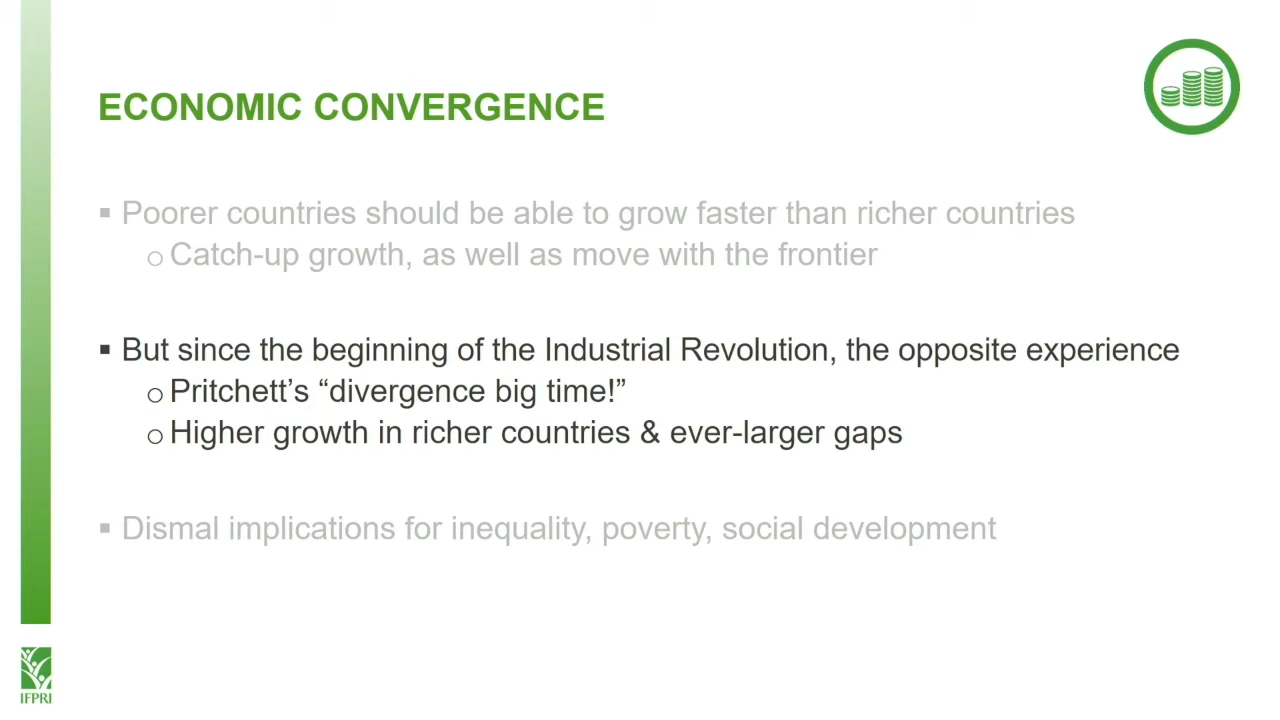 ECONOMIC CONVERGENCE
▪ Poorer countries should be able to grow faster than richer countries
o Catch-up growth, as well as move with the frontier
▪ But since the beginning of the Industrial Revolution, the opposite experience
o Pritchett’s “divergence big time!”
o Higher growth in richer countries & ever-larger gaps
▪ Dismal implications for inequality, poverty, social development
IFPRI